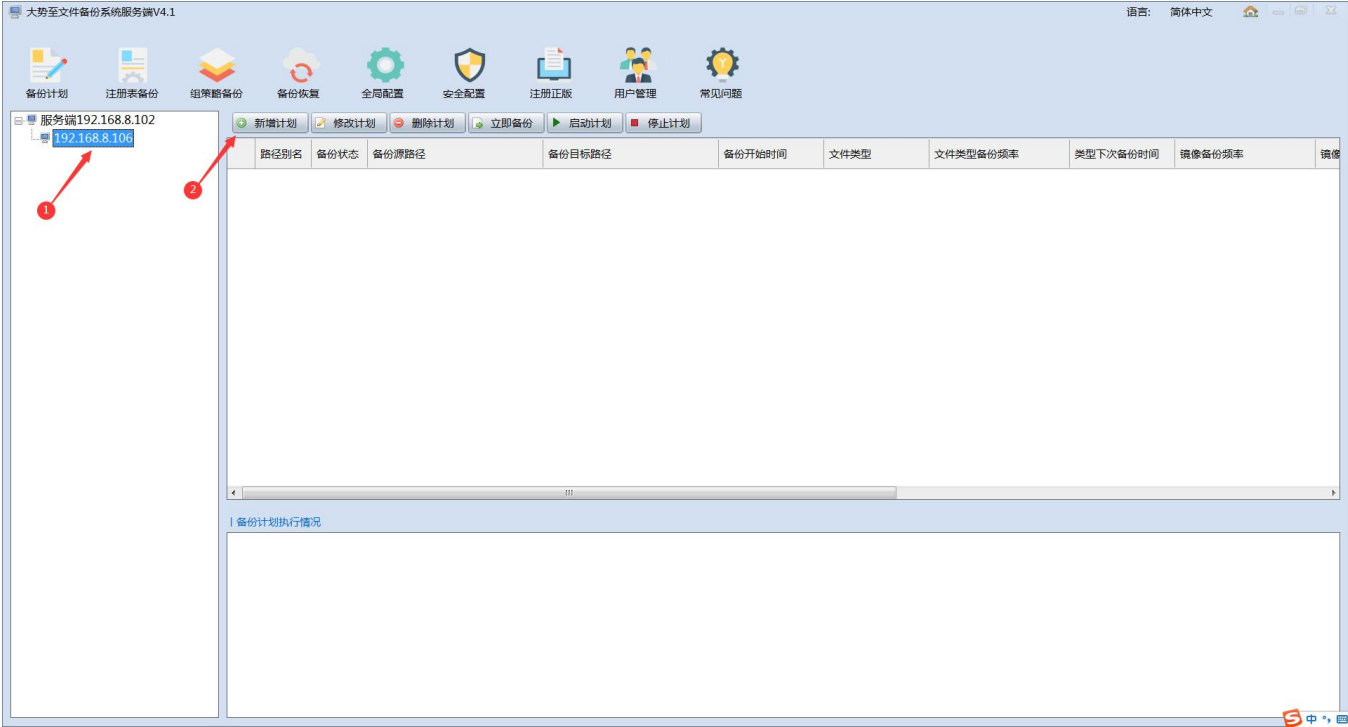 大势至文件备份系统服务端V4.1 语言: 简体中文
备份计划 注册表备份 组策略备份 备份恢复 全局配置 安全配置 注册正版 用户管理 常见问题
服务端192.168.8.102
192.168.8.106
新增计划 修改计划 删除计划 立即备份 启动计划 停止计划
路径别名 备份状态 备份源路径 备份目标路径 备份开始时间 文件类型 文件类型备份频率 类型下次备份时间 镜像备份频率 镜像
1
2
备份计划执行情况
S 中